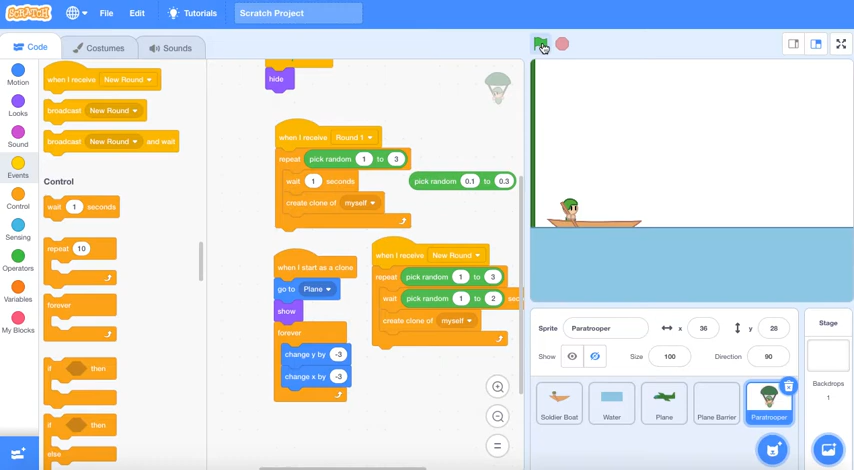 SCRATCH File Edit Tutorials Scratch Project
Code Costumes Sounds
Motion
Looks
Sound
Events
Control
Sensing
Operators
Variables
My Blocks
when I receive New Round
broadcast New Round
broadcast New Round and wait
Control
wait 1 seconds
repeat 10
forever
if then
if then
else
hide
when I receive Round 1
repeat pick random 1 to 3
wait 1 seconds
create clone of myself
pick random 0.1 to 0.3
when I start as a clone
go to Plane
show
forever
change y by -3
change x by -3
when I receive New Round
repeat pick random 1 to 3
wait pick random 1 to 2
create clone of myself
Sprite Paratrooper x 36 y 28
Show Size 100 Direction 90
Soldier Boat Water Plane Plane Barrier Paratrooper
Stage
Backdrops
1